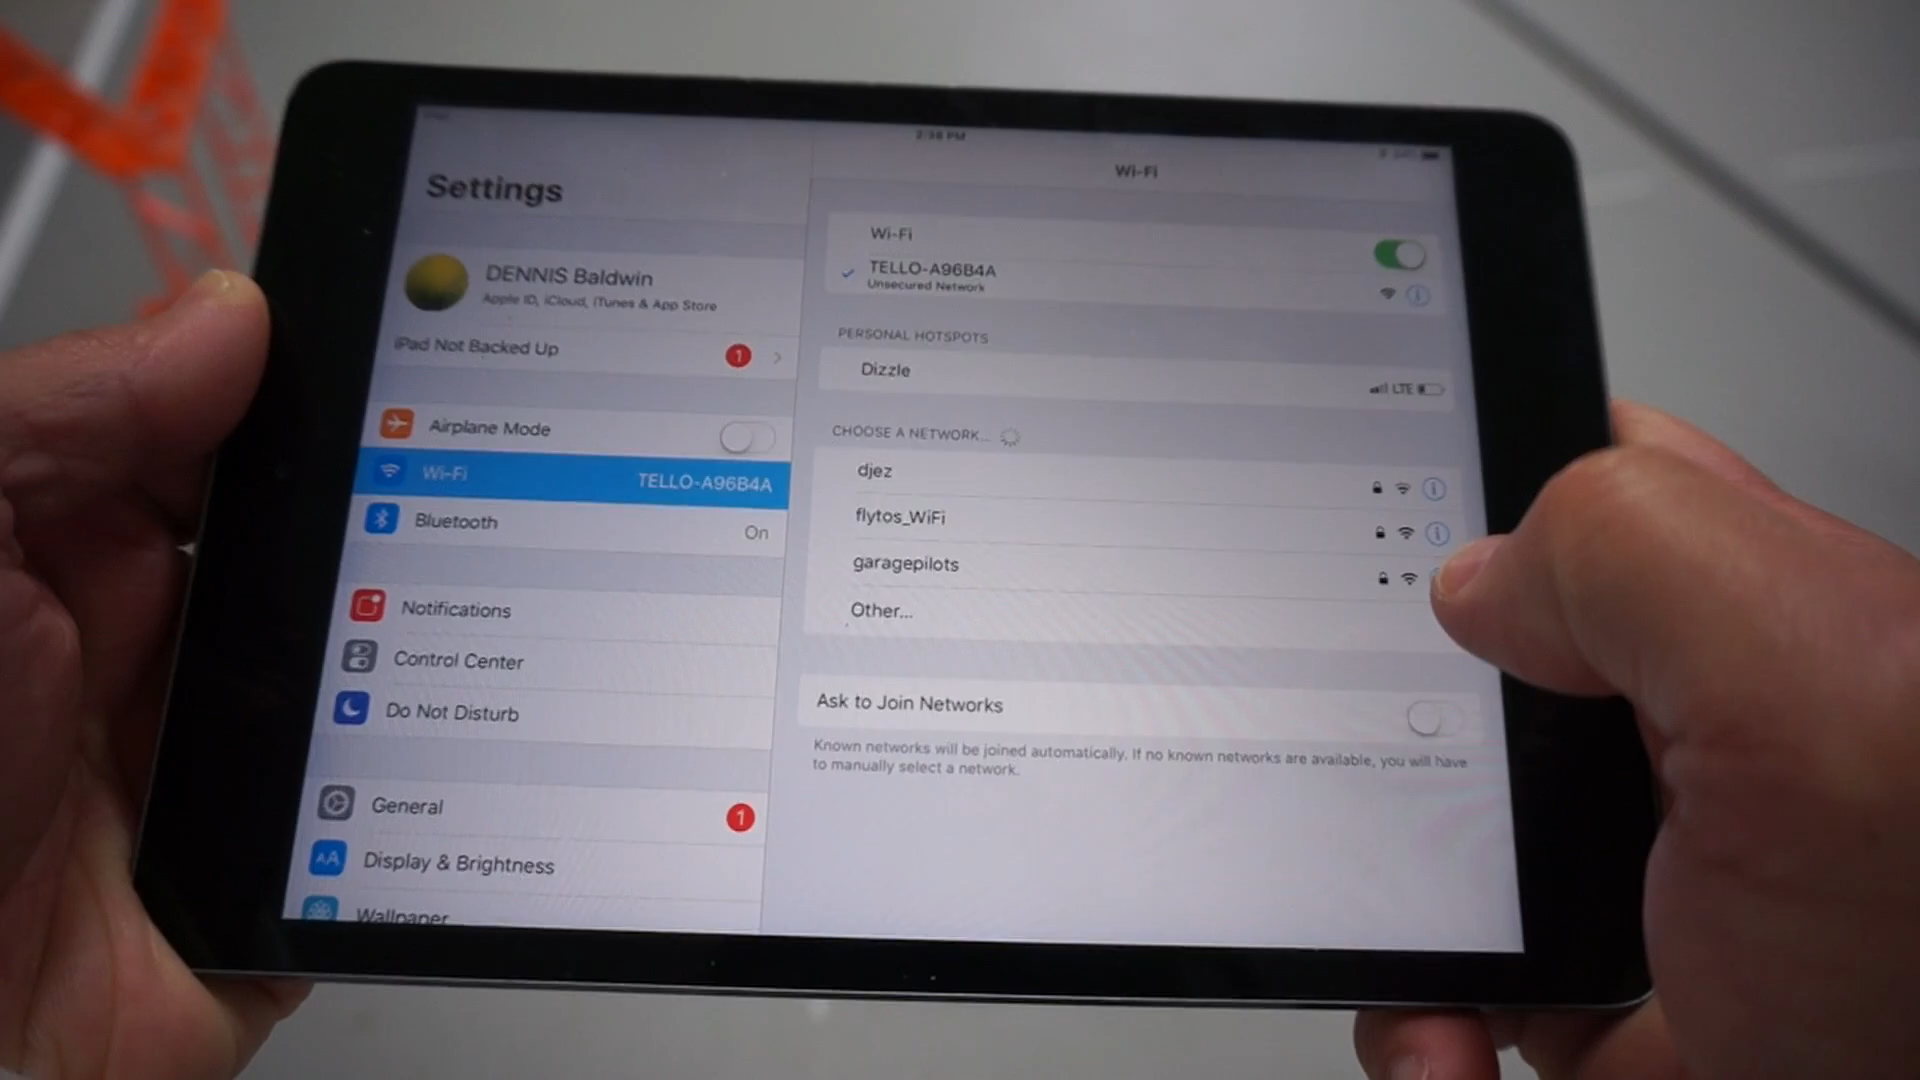 2:38 PM
Settings
DENNIS Baldwin
Apple ID, iCloud, iTunes & App Store
iPad Not Backed Up
1
Airplane Mode
Wi-Fi
TELLO-A96B4A
Bluetooth
On
Notifications
Control Center
Do Not Disturb
General
1
AA
Display & Brightness
Wallpaper
Wi-Fi
Wi-Fi
TELLO-A96B4A
Unsecured Network
PERSONAL HOTSPOTS
Dizzle
LTE
CHOOSE A NETWORK...
djez
flytos_WiFi
garagepilots
Other...
Ask to Join Networks
Known networks will be joined automatically. If no known networks are available, you will have
to manually select a network.